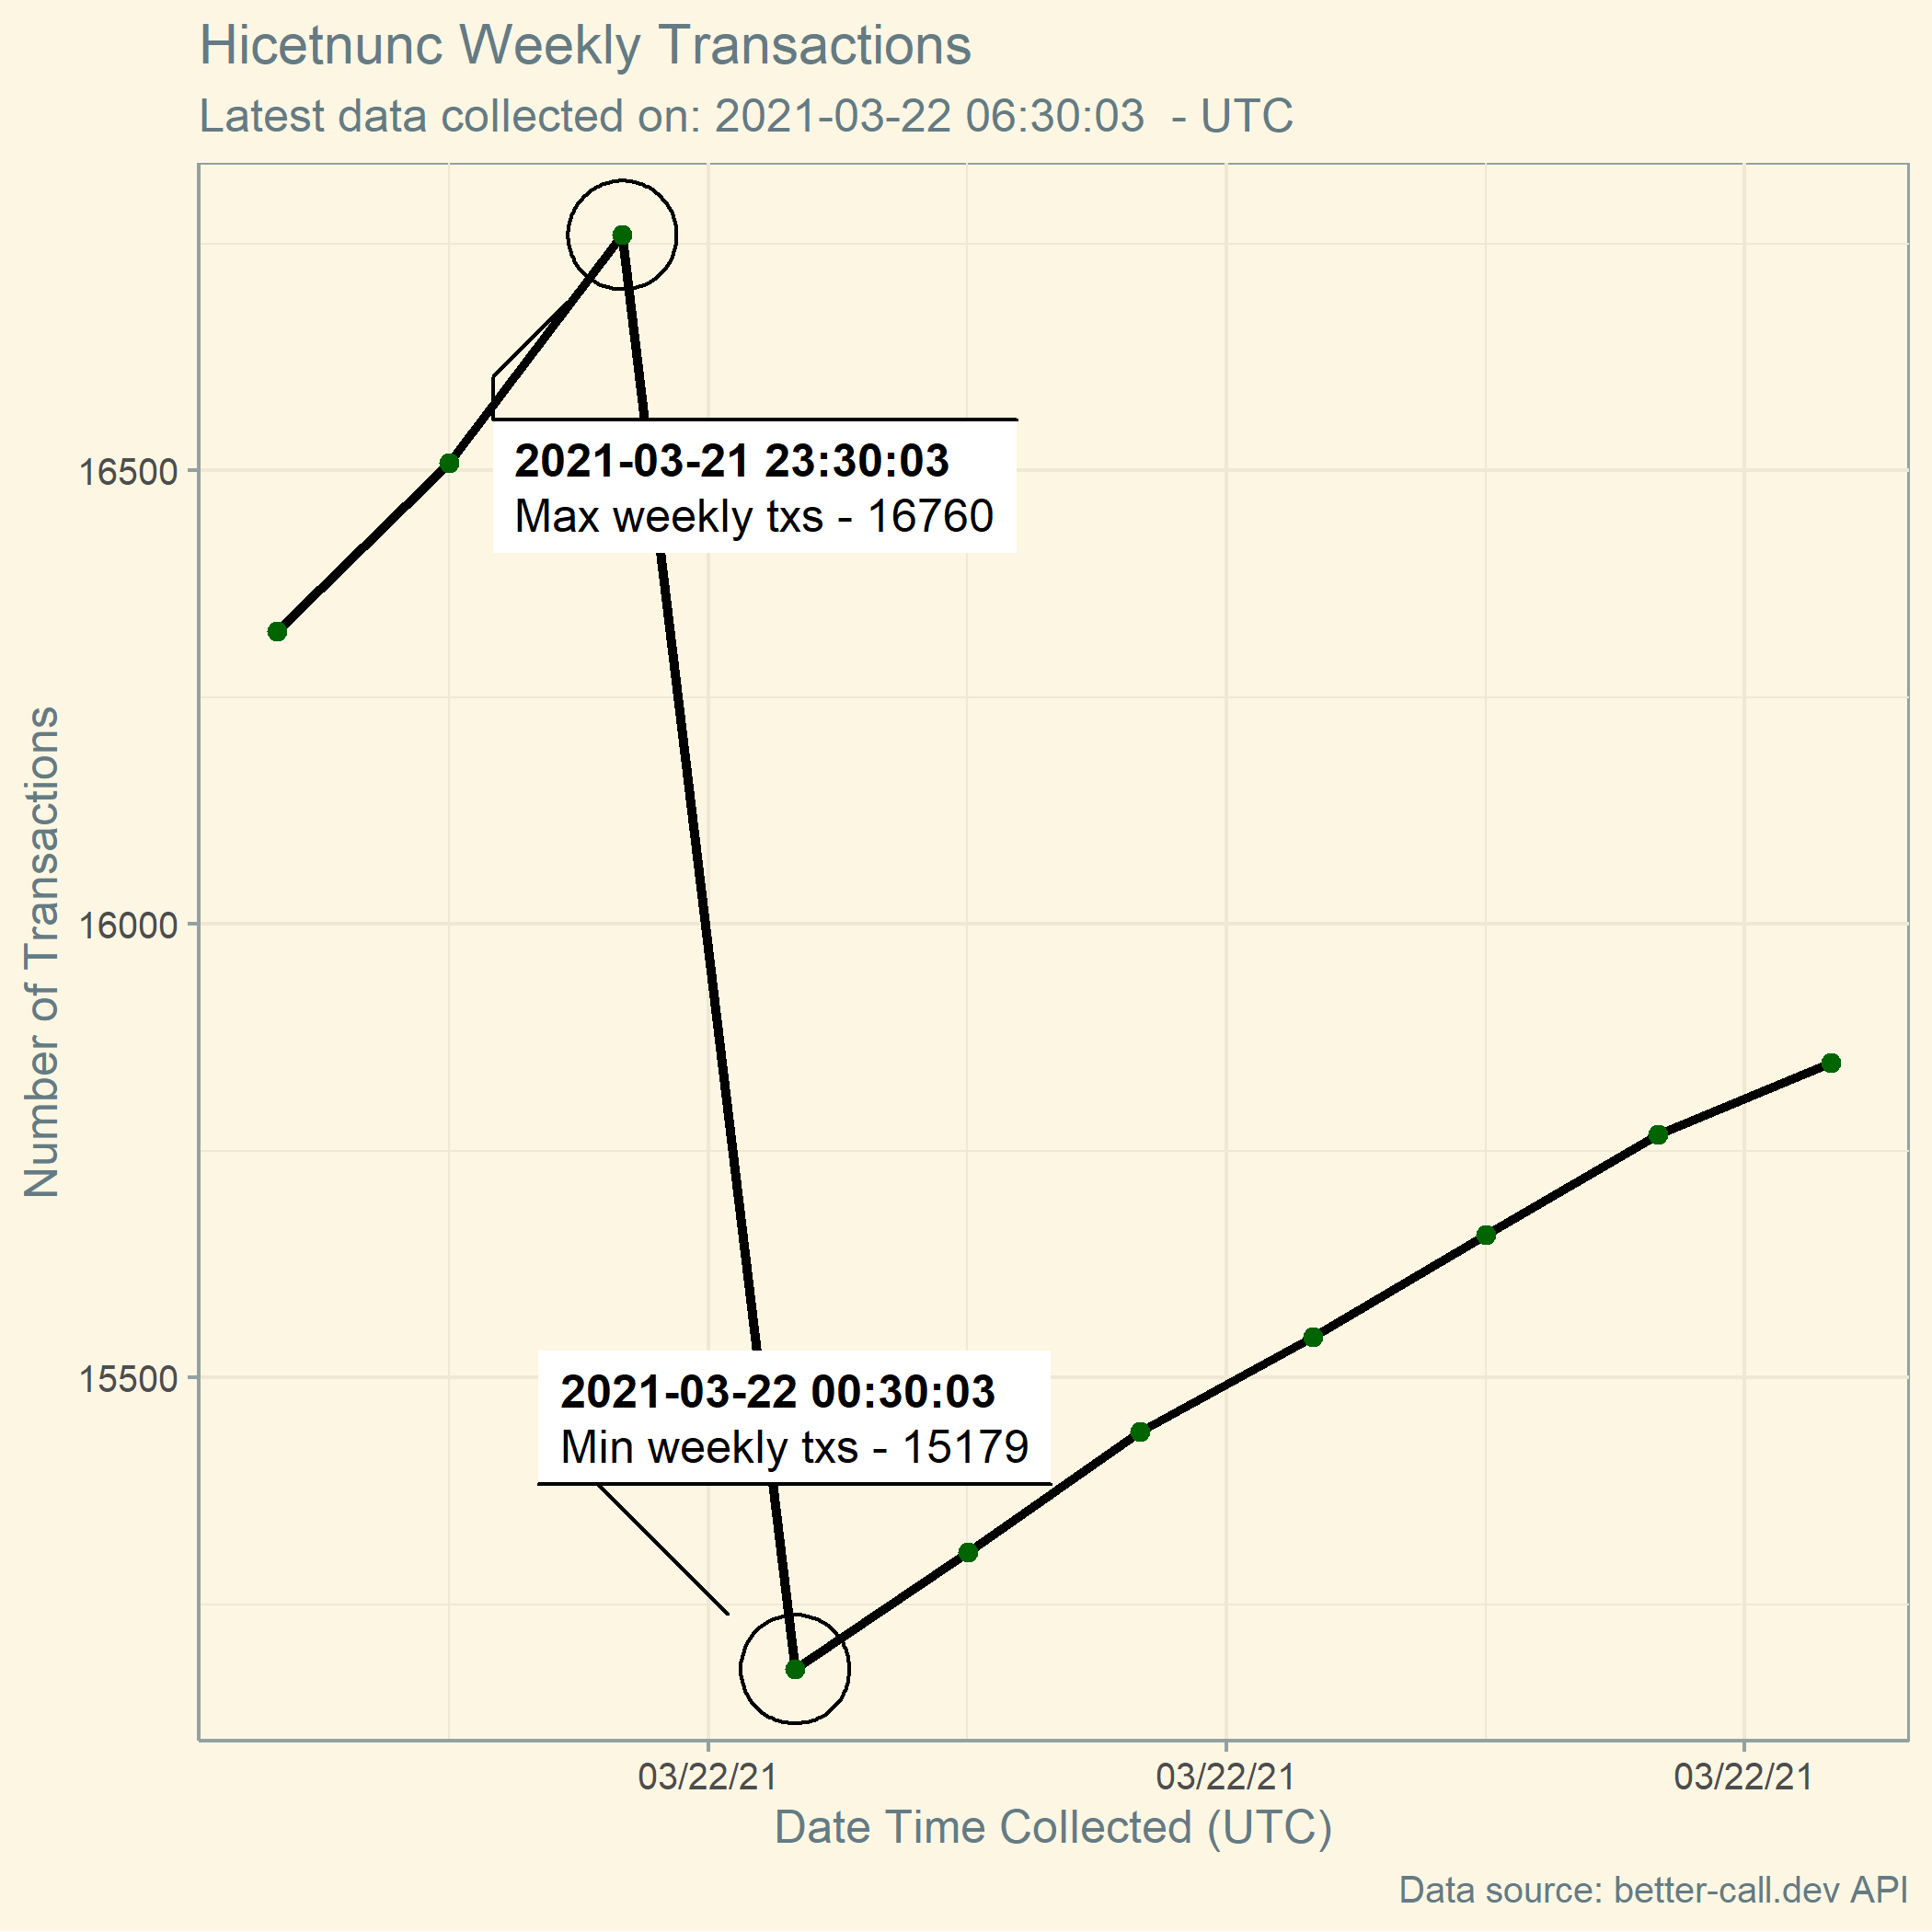 Hicetnunc Weekly Transactions
Latest data collected on: 2021-03-22 06:30:03 - UTC
Number of Transactions
16500
16000
15500
2021-03-21 23:30:03
Max weekly txs - 16760
2021-03-22 00:30:03
Min weekly txs - 15179
03/22/21 03/22/21 03/22/21
Date Time Collected (UTC)
Data source: better-call.dev API